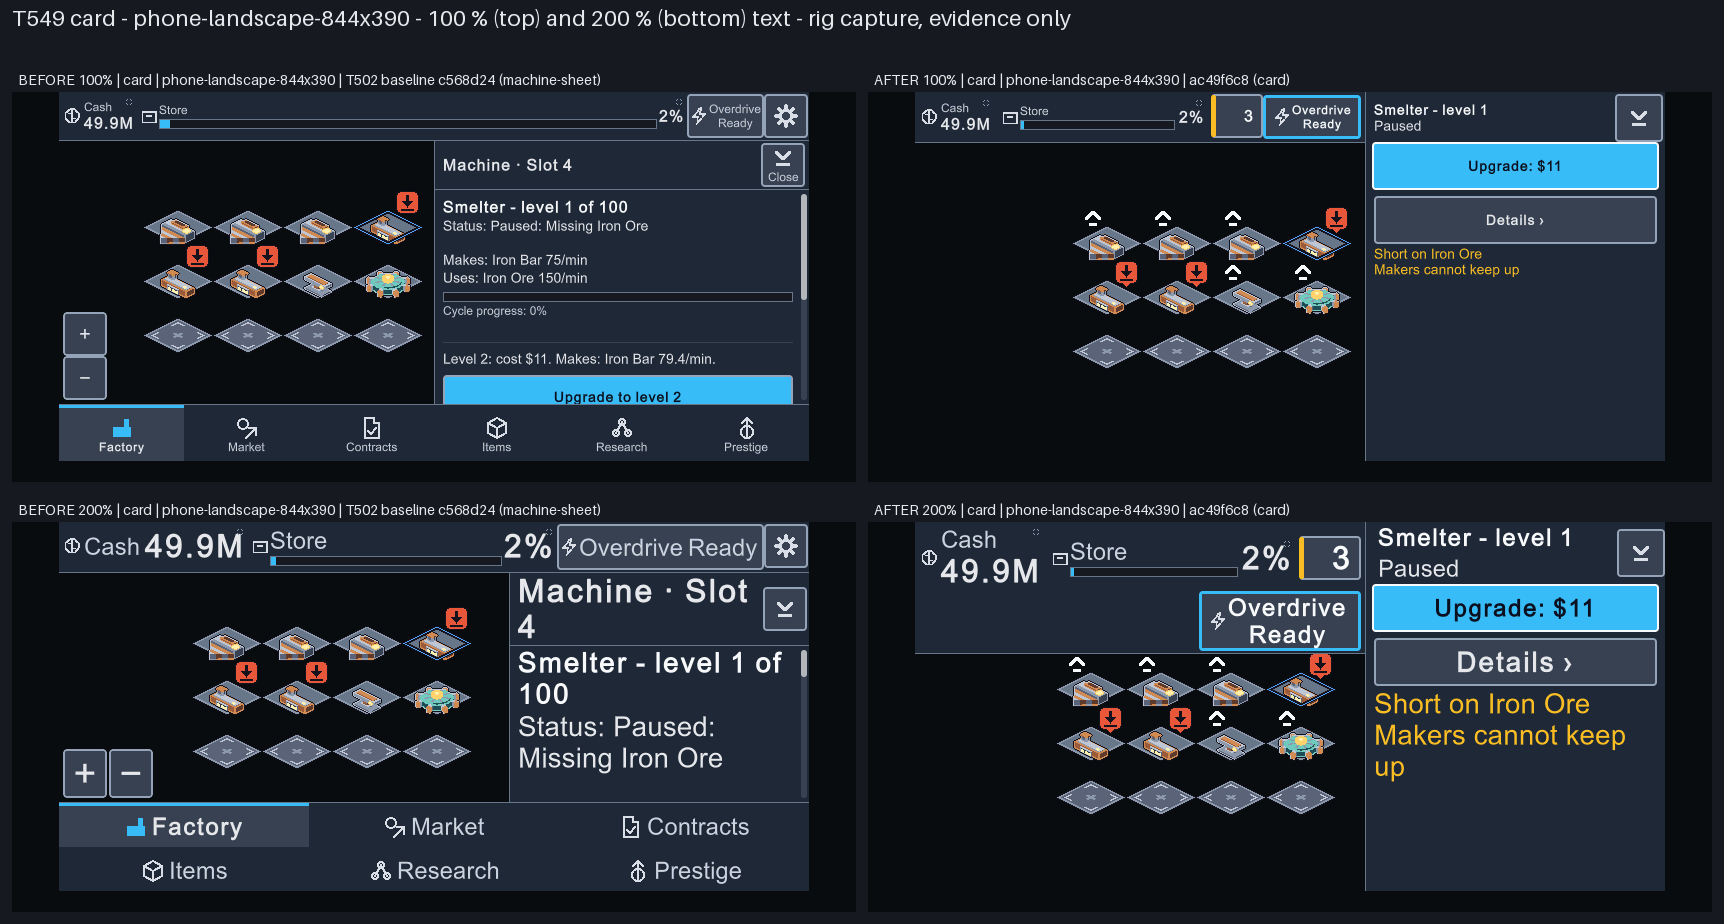 T549 card - phone-landscape-844x390 - 100 % (top) and 200 % (bottom) text - rig capture, evidence only
BEFORE 100% | card | phone-landscape-844x390 | T502 baseline c568d24 (machine-sheet)
Cash
49.9M
Store
2%
Overdrive
Ready
Machine · Slot 4
Close
Smelter - level 1 of 100
Status: Paused: Missing Iron Ore
Makes: Iron Bar 75/min
Uses: Iron Ore 150/min
Cycle progress: 0%
Level 2: cost $11. Makes: Iron Bar 79.4/min.
Upgrade to level 2
+
−
Factory
Market
Contracts
Items
Research
Prestige
AFTER 100% | card | phone-landscape-844x390 | ac49f6c8 (card)
Cash
49.9M
Store
2%
3
Overdrive
Ready
Smelter - level 1
Paused
Upgrade: $11
Details ›
Short on Iron Ore
Makers cannot keep up
BEFORE 200% | card | phone-landscape-844x390 | T502 baseline c568d24 (machine-sheet)
Cash 49.9M
Store
2%
Overdrive Ready
Machine · Slot
4
Smelter - level 1 of
100
Status: Paused:
Missing Iron Ore
+
−
Factory
Market
Contracts
Items
Research
Prestige
AFTER 200% | card | phone-landscape-844x390 | ac49f6c8 (card)
Cash
49.9M
Store
2%
3
Overdrive
Ready
Smelter - level 1
Paused
Upgrade: $11
Details ›
Short on Iron Ore
Makers cannot keep
up